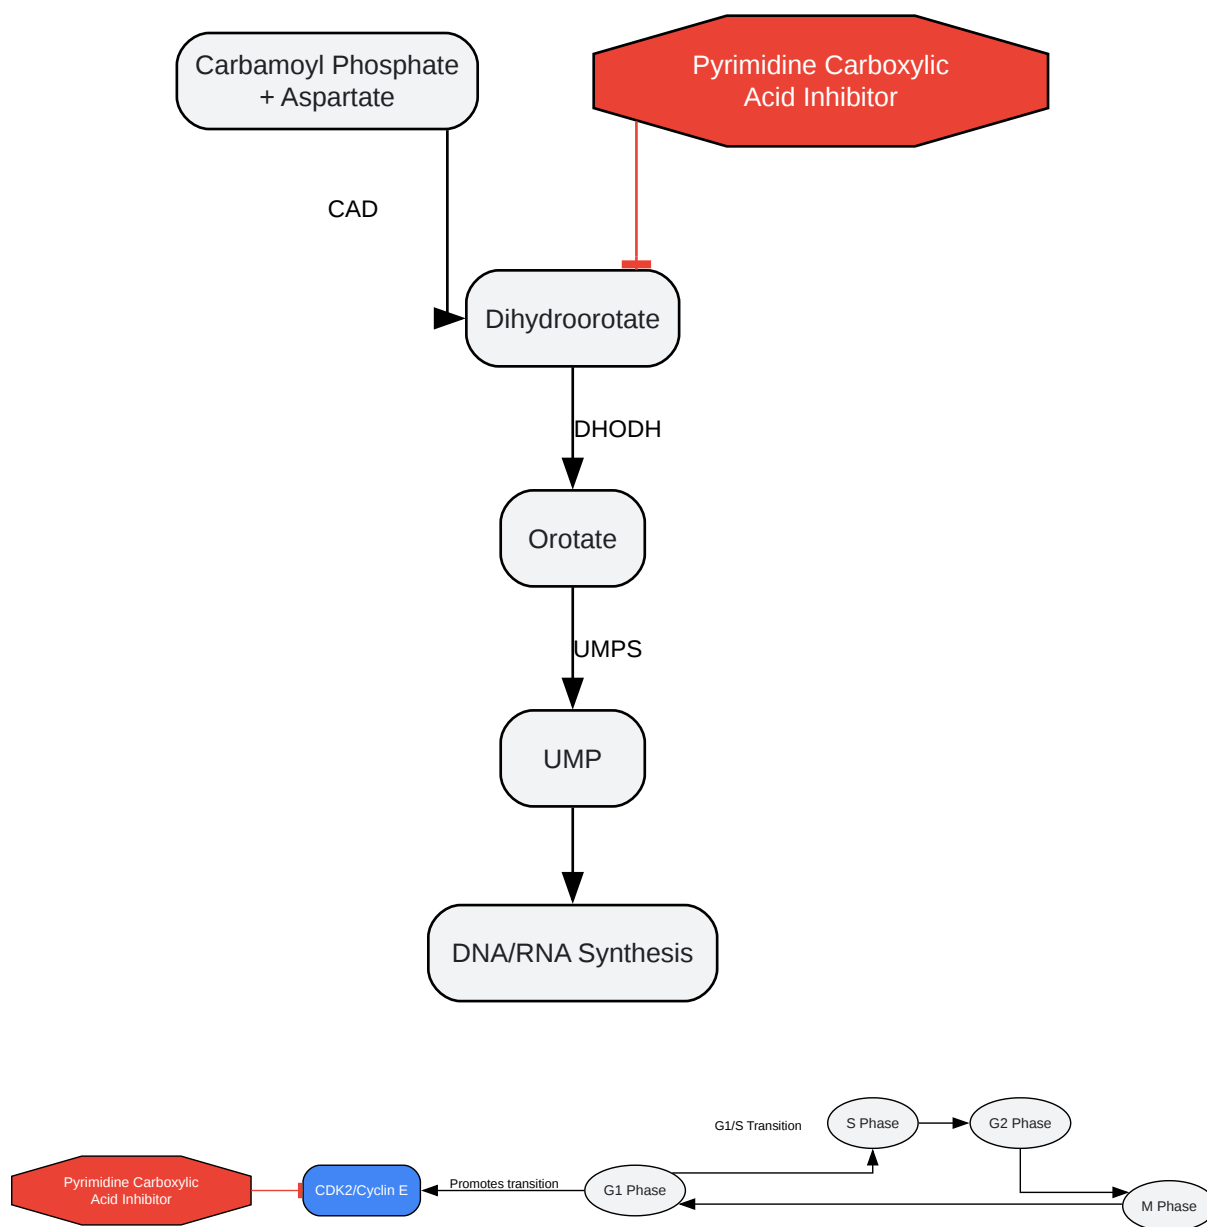 Carbamoyl Phosphate
+ Aspartate
Pyrimidine Carboxylic
Acid Inhibitor
CAD
Dihydroorotate
DHODH
Orotate
UMPS
UMP
DNA/RNA Synthesis
G1/S Transition
S Phase
G2 Phase
Pyrimidine Carboxylic
Acid Inhibitor
CDK2/Cyclin E
Promotes transition
G1 Phase
M Phase